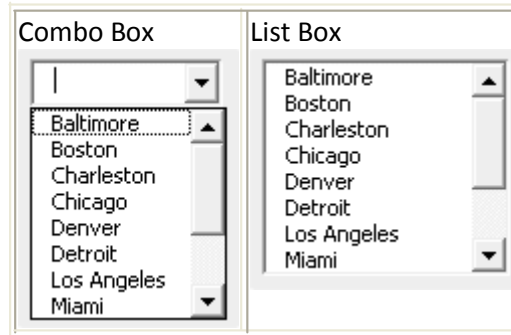 Combo Box
Baltimore
Boston
Charleston
Chicago
Denver
Detroit
Los Angeles
Miami
List Box
Baltimore
Boston
Charleston
Chicago
Denver
Detroit
Los Angeles
Miami